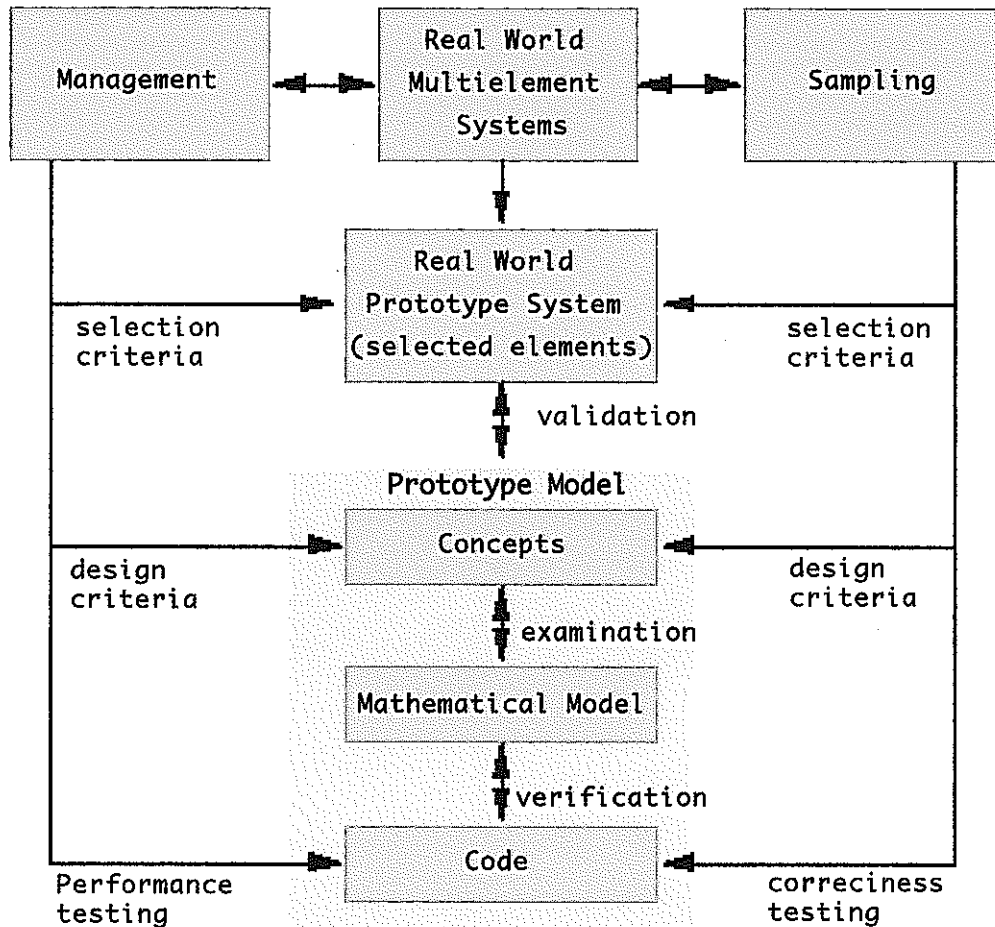 Management
Real World
Multielement
Systems
Sampling
Real World
Prototype System
(selected elements)
selection
criteria
selection
criteria
validation
Prototype Model
Concepts
design
criteria
design
criteria
examination
Mathematical Model
verification
Code
Performance
testing
correciness
testing